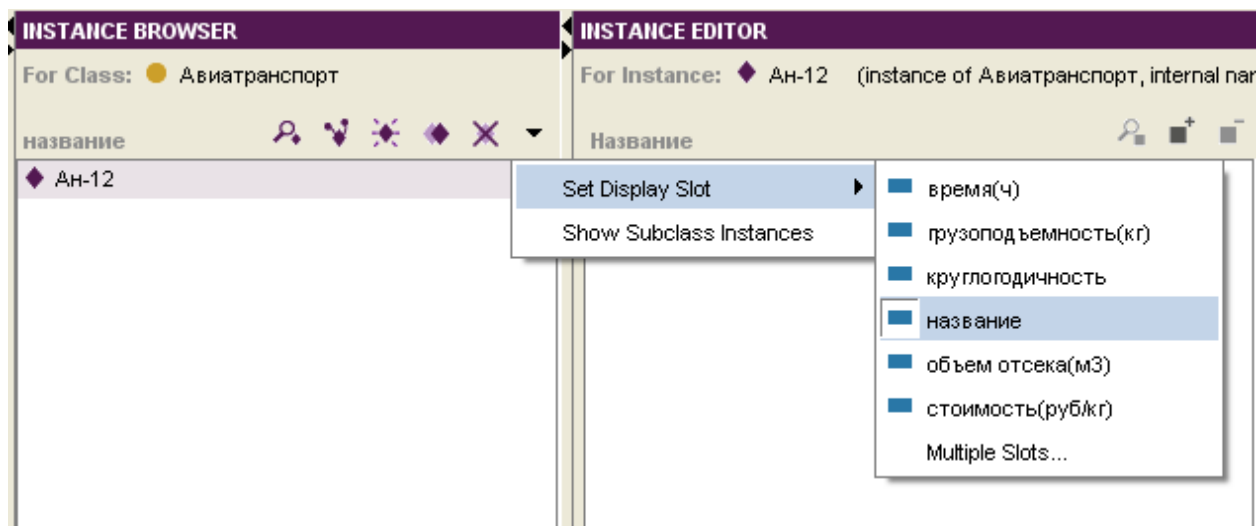 INSTANCE BROWSER
For Class: Авиатранспорт
название
Ан-12
INSTANCE EDITOR
For Instance: Ан-12 (instance of Авиатранспорт, internal nar
Название
Set Display Slot
Show Subclass Instances
время(ч)
грузоподъемность(кг)
круглогодичность
название
объем отсека(м3)
стоимость(руб/кг)
Multiple Slots...